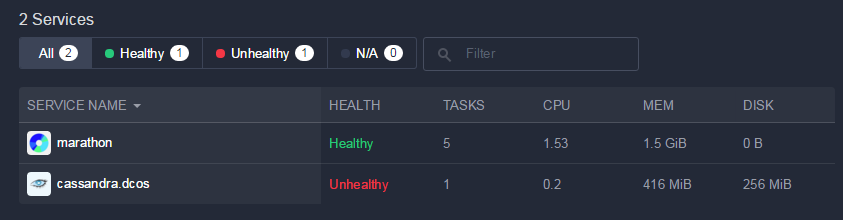 2 Services
All 2 Healthy 1 Unhealthy 1 N/A 0 Filter
SERVICE NAME HEALTH TASKS CPU MEM DISK
marathon Healthy 5 1.53 1.5 GiB 0 B
cassandra.dcos Unhealthy 1 0.2 416 MiB 256 MiB